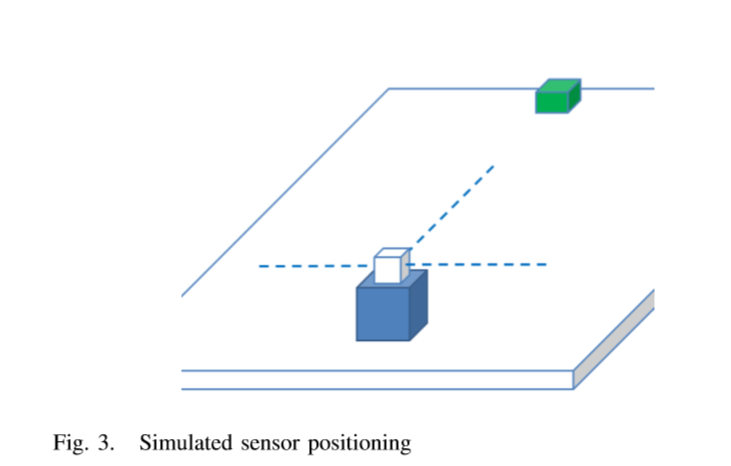 Fig. 3. Simulated sensor positioning